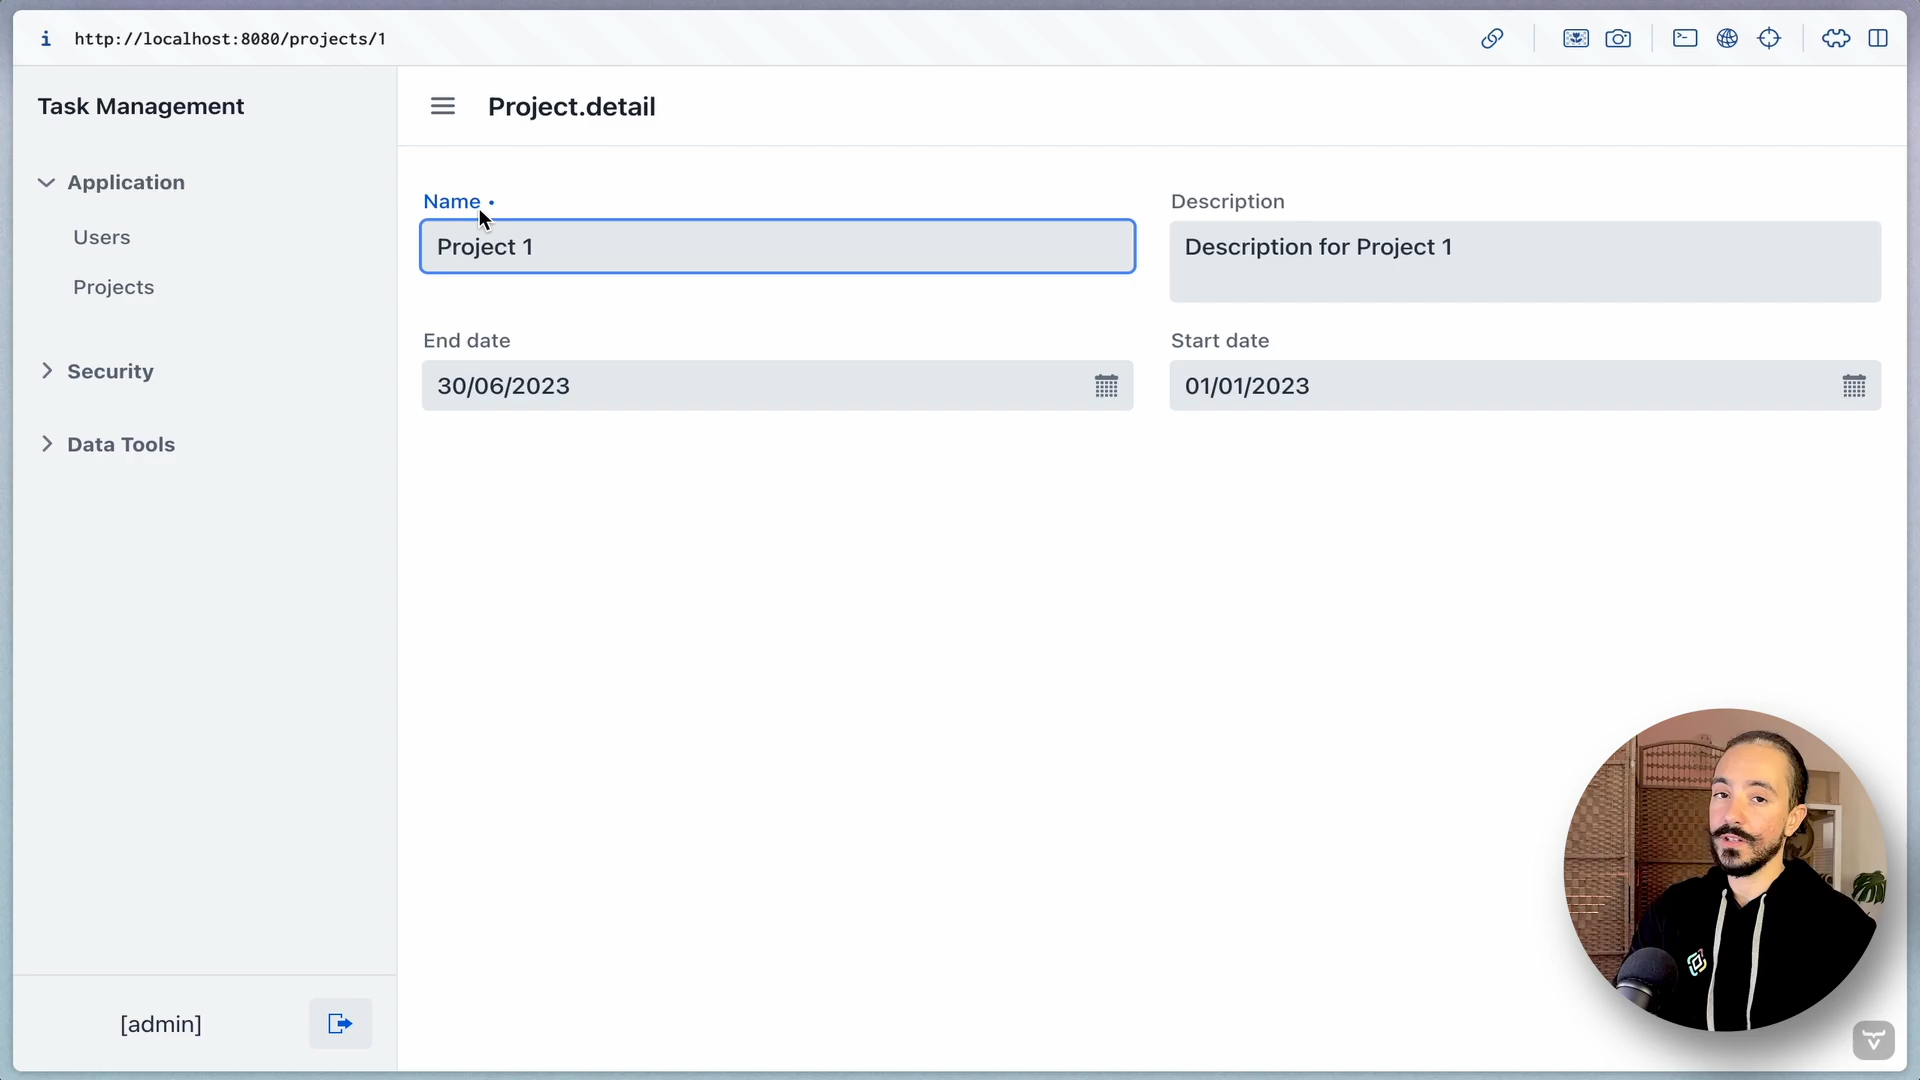 http://localhost:8080/projects/1
Task Management
Application
Users
Projects
Security
Data Tools
[admin]
Project.detail
Name •
Project 1
Description
Description for Project 1
End date
30/06/2023
Start date
01/01/2023